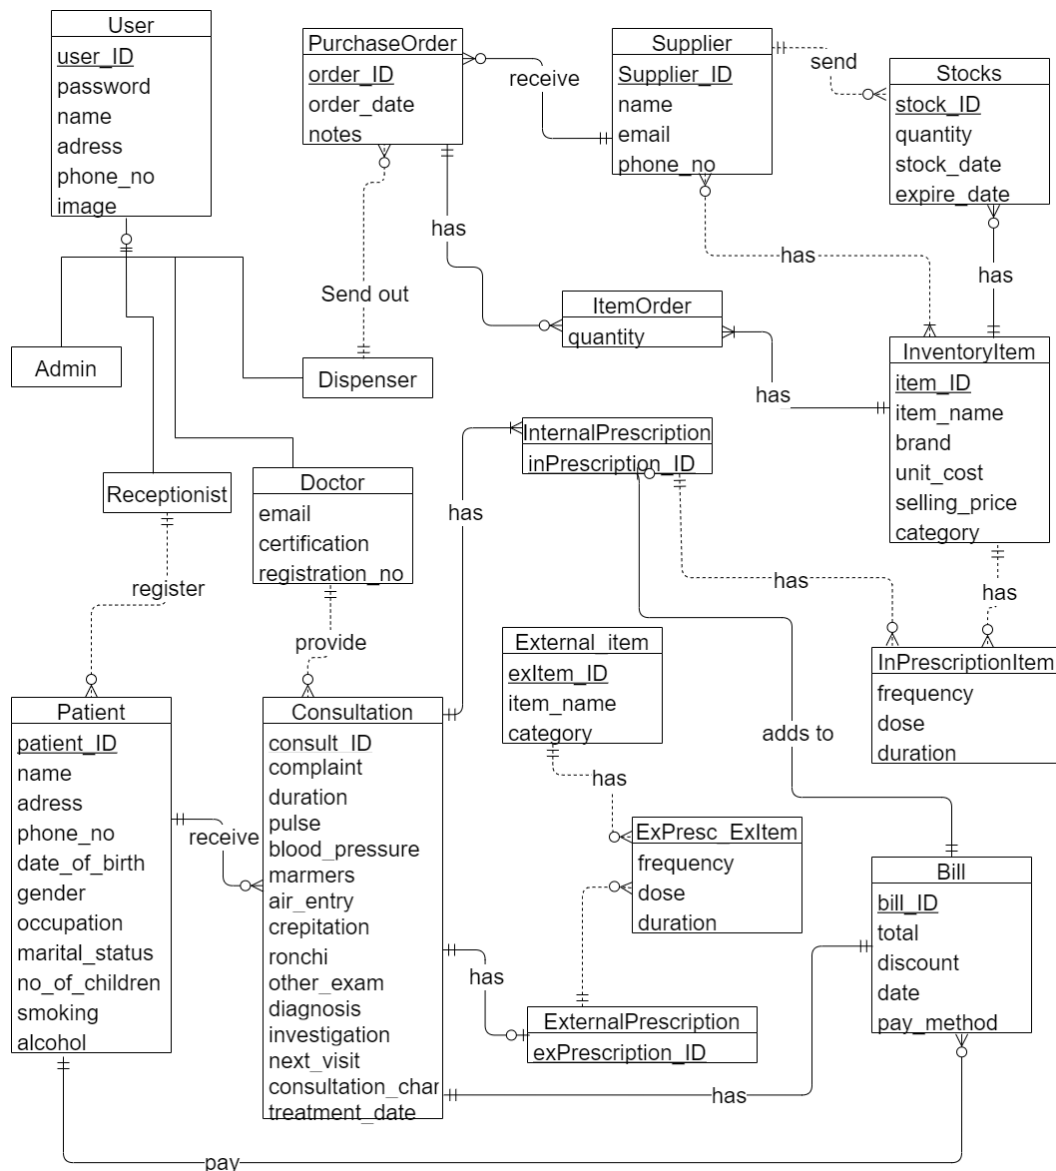 User
user_ID
password
name
adress
phone_no
image
PurchaseOrder
order_ID
order_date
notes
receive
Supplier
Supplier_ID
name
email
phone_no
send
Stocks
stock_ID
quantity
stock_date
expire_date
has
Send out
has
has
ItemOrder
quantity
Admin
Dispenser
has
InventoryItem
item_ID
item_name
brand
unit_cost
selling_price
category
InternalPrescription
inPrescription_ID
Receptionist
Doctor
email
certification
registration_no
has
register
provide
has
has
External_item
exItem_ID
item_name
category
InPrescriptionItem
frequency
dose
duration
adds to
has
Patient
patient_ID
name
adress
phone_no
date_of_birth
gender
occupation
marital_status
no_of_children
smoking
alcohol
receive
Consultation
consult_ID
complaint
duration
pulse
blood_pressure
marmers
air_entry
crepitation
ronchi
other_exam
diagnosis
investigation
next_visit
consultation_char
treatment_date
ExPresc_ExItem
frequency
dose
duration
Bill
bill_ID
total
discount
date
pay_method
has
ExternalPrescription
exPrescription_ID
has
pay